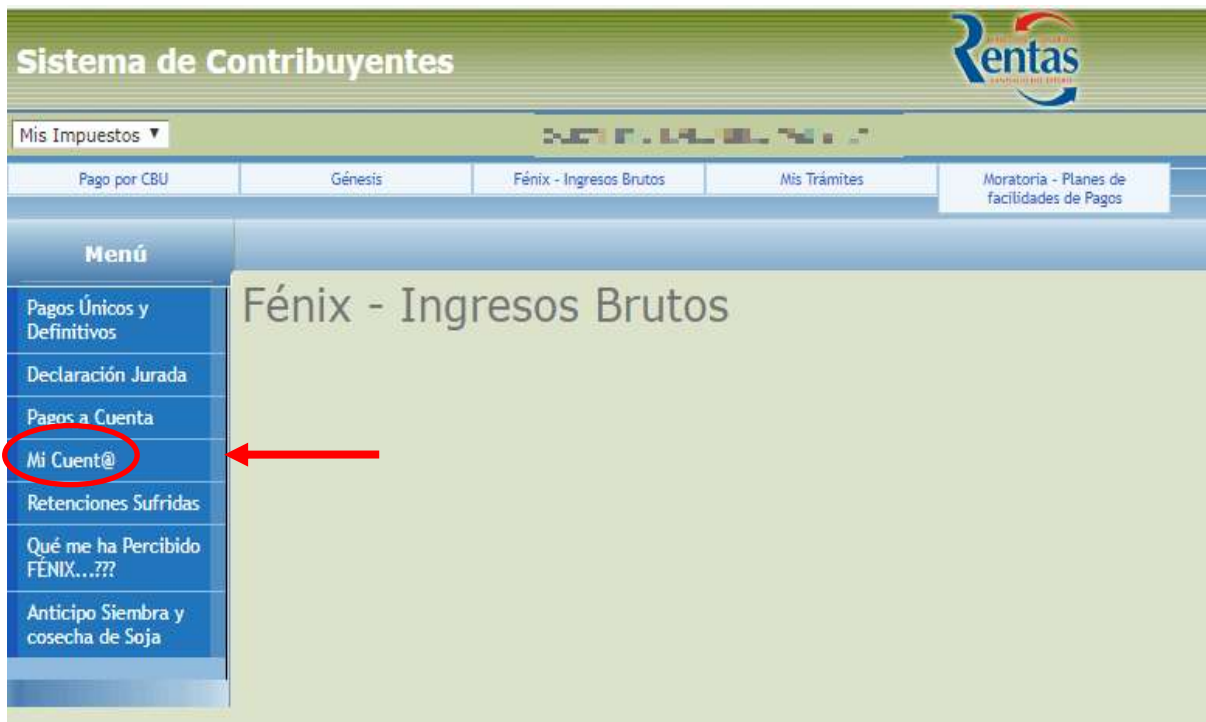 Sistema de Contribuyentes
Rentas
Mis Impuestos ▼
Pago por CBU
Génesis
Fénix - Ingresos Brutos
Mis Trámites
Moratoria - Planes de
facilidades de Pagos
Menú
Fénix - Ingresos Brutos
Pagos Únicos y
Definitivos
Declaración Jurada
Pagos a Cuenta
Mi Cuent@
Retenciones Sufridas
Qué me ha Percibido
FÉNIX...???
Anticipo Siembra y
cosecha de Soja